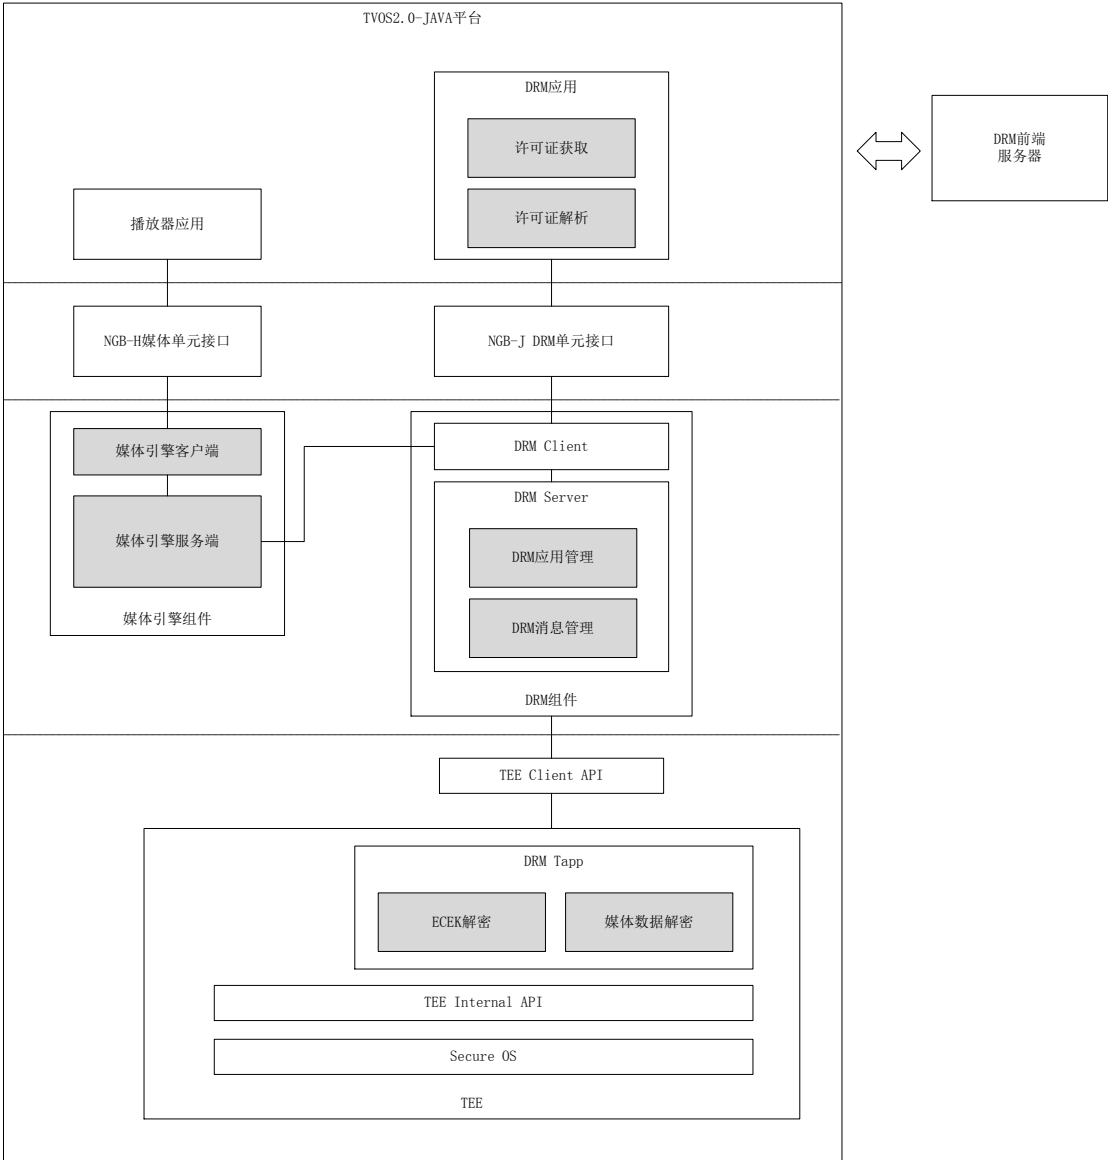 TVOS2.0-JAVA平台
DRM应用
许可证获取
许可证解析
DRM前端
服务器
播放器应用
NGB-H媒体单元接口
NGB-J DRM单元接口
媒体引擎客户端
媒体引擎服务端
媒体引擎组件
DRM Client
DRM Server
DRM应用管理
DRM消息管理
DRM组件
TEE Client API
DRM Tapp
ECEK解密
媒体数据解密
TEE Internal API
Secure OS
TEE